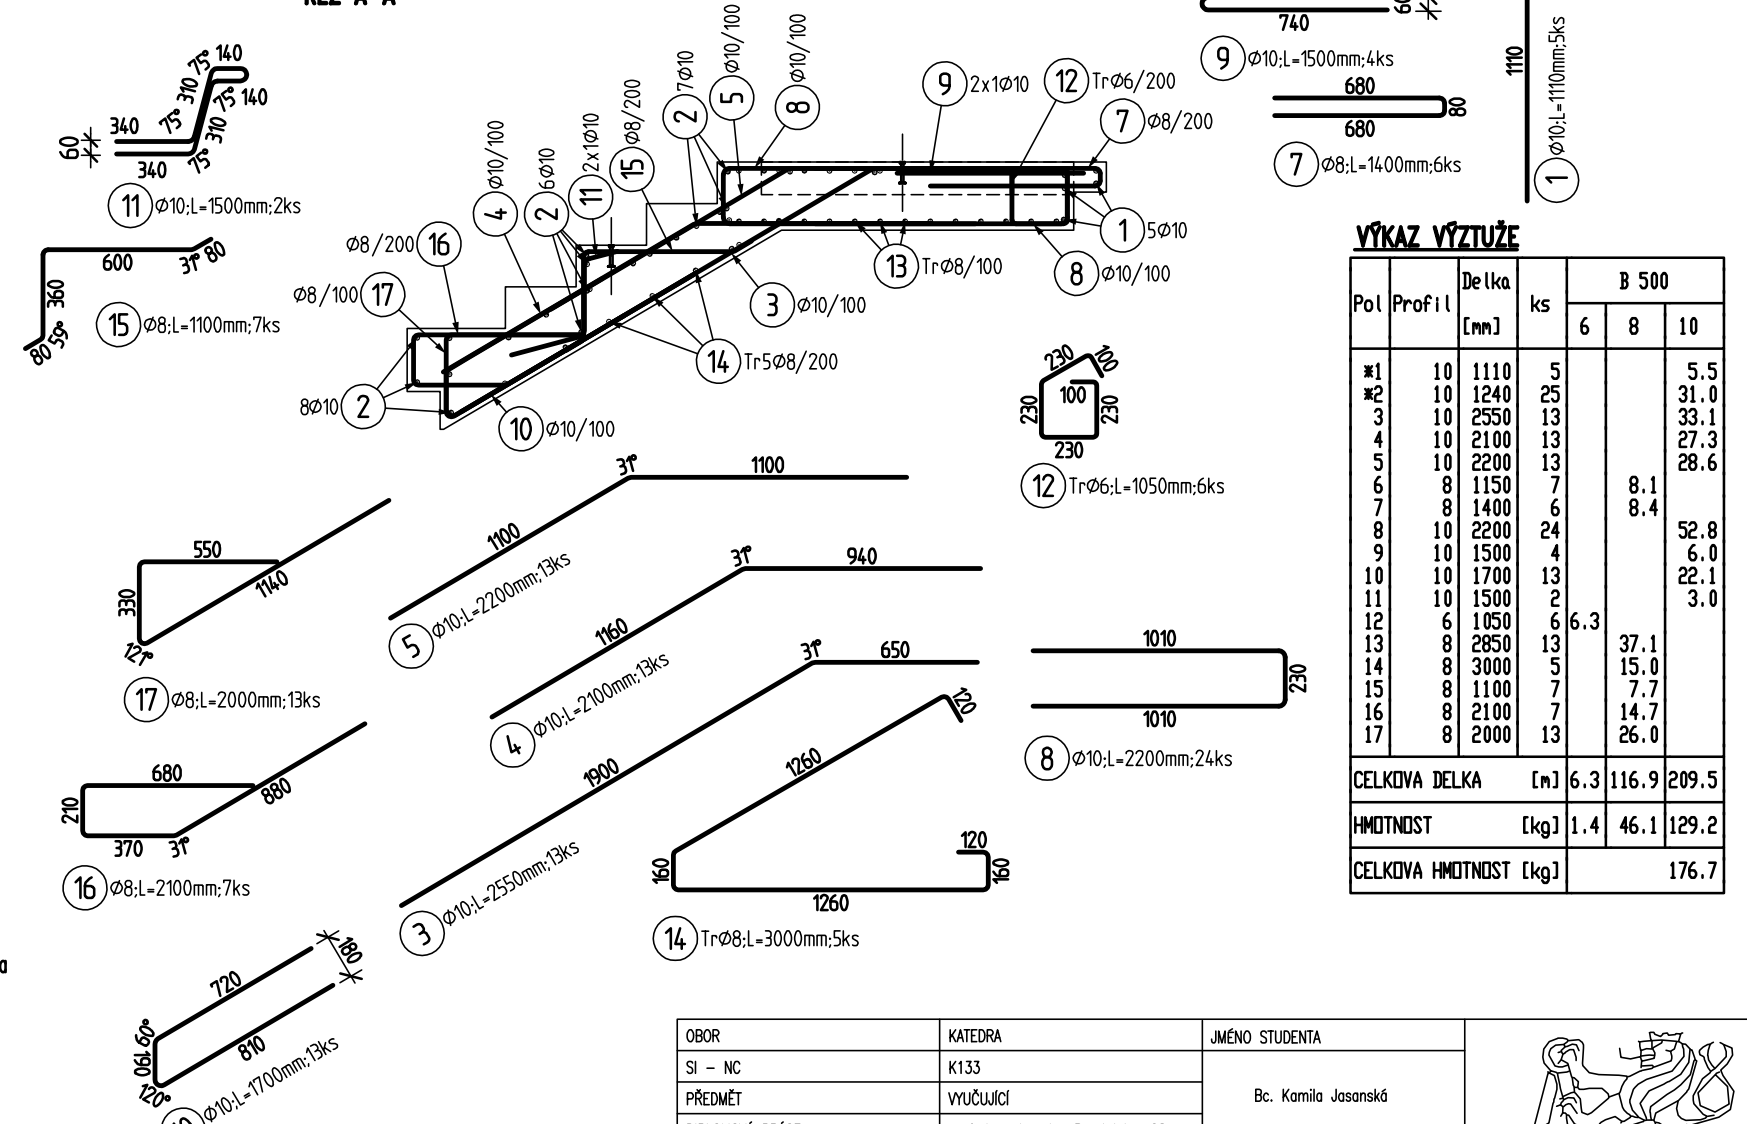 75° 140
310
75° 140
340 75° 310
60
340 75°
11 Ø10;L=1500mm;2ks
600 31° 80
360
80 59°
15 Ø8;L=1100mm;7ks
4 Ø10/100
2 6Ø10
11 2x1Ø10
15 Ø8/200
2 7Ø10
5 Ø10/100
8 Ø10/100
9 2x1Ø10
12 TrØ6/200
7 Ø8/200
1 5Ø10
8 Ø10/100
13 TrØ8/100
3 Ø10/100
14 Tr5Ø8/200
10 Ø10/100
8Ø10 2
Ø8/100 17
Ø8/200 16
740
9 Ø10;L=1500mm;4ks
680
80
680
7 Ø8;L=1400mm;6ks
1110
1 Ø10;L=1110mm;5ks
230 100
100
230 230
230
12 TrØ6;L=1050mm;6ks
550
330 1140
121°
17 Ø8;L=2000mm;13ks
680
210 880
370 31°
16 Ø8;L=2100mm;7ks
720 180
60°
190 810
120°
Ø10;L=1700mm;13ks
31° 1100
1100
5 Ø10;L=2200mm;13ks
31° 940
1160
4 Ø10;L=2100mm;13ks
31° 650
1900
3 Ø10;L=2550mm;13ks
120
1260
120
160 160
1260
14 TrØ8;L=3000mm;5ks
1010
230
1010
8 Ø10;L=2200mm;24ks
VÝKAZ VÝZTUŽE
Pol Profil Delka [mm] ks B 500
6 8 10
*1 10 1110 5 5.5
*2 10 1240 25 31.0
3 10 2550 13 33.1
4 10 2100 13 27.3
5 10 2200 13 28.6
6 8 1150 7 8.1
7 8 1400 6 8.4
8 10 2200 24 52.8
9 10 1500 4 6.0
10 10 1700 13 22.1
11 10 1500 2 3.0
12 6 1050 6 6.3
13 8 2850 13 37.1
14 8 3000 5 15.0
15 8 1100 7 7.7
16 8 2100 7 14.7
17 8 2000 13 26.0
CELKOVA DELKA [m] 6.3 116.9 209.5
HMOTNOST [kg] 1.4 46.1 129.2
CELKOVA HMOTNOST [kg] 176.7
OBOR KATEDRA JMÉNO STUDENTA
SI - NC K133
PŘEDMĚT VYUČUJÍCÍ Bc. Kamila Jasanská